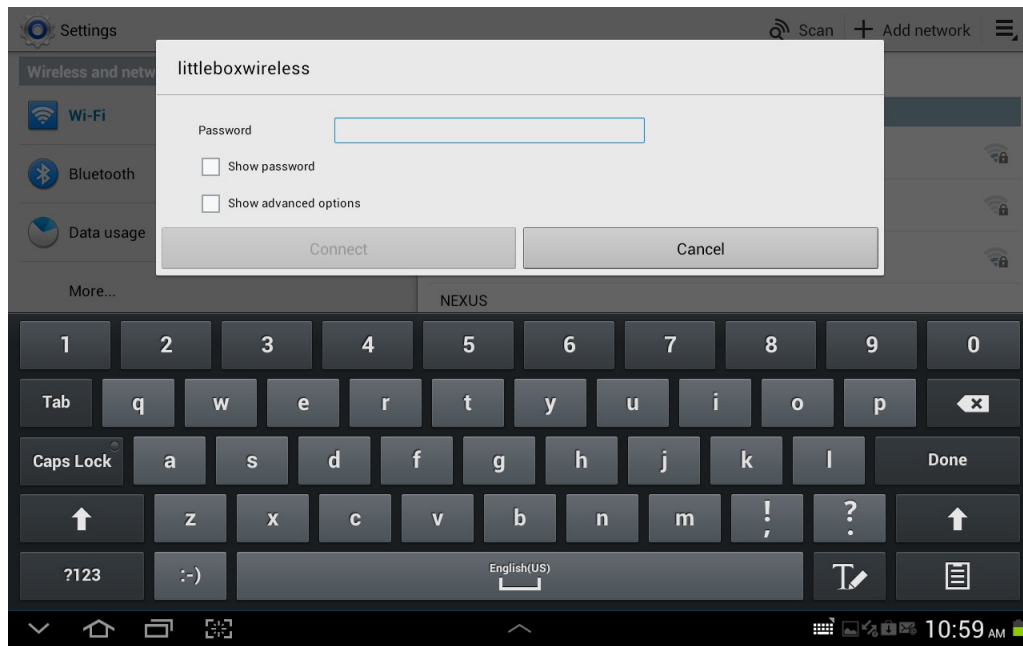 Settings
Scan
Add network
Wireless and netw
littleboxwireless
Wi-Fi
Password
Show password
Bluetooth
Show advanced options
Data usage
Connect
Cancel
More...
NEXUS
1 2 3 4 5 6 7 8 9 0
Tab q w e r t y u i o p
Caps Lock a s d f g h j k l Done
z x c v b n m ! , ? .
?123 :-) English(US) T
10:59 AM